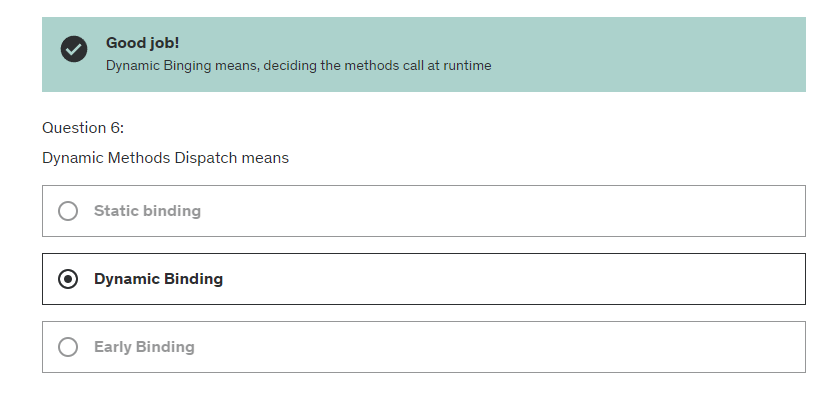 Good job!
Dynamic Binging means, deciding the methods call at runtime
Question 6:
Dynamic Methods Dispatch means
Static binding
Dynamic Binding
Early Binding